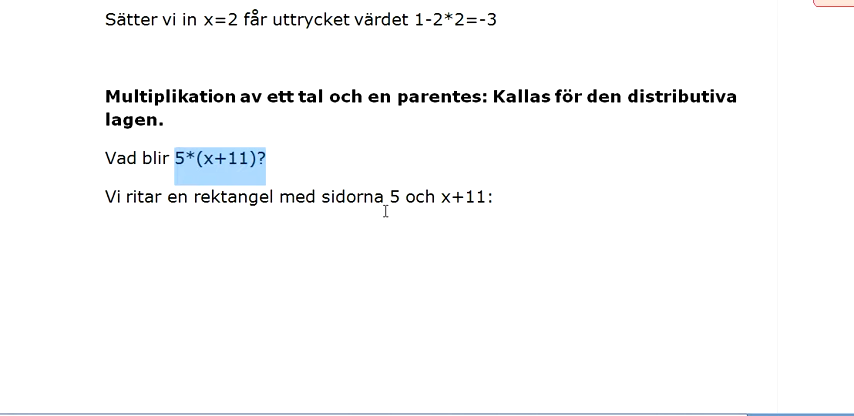 Sätter vi in x=2 får uttrycket värdet 1-2*2=-3
Multiplikation av ett tal och en parentes: Kallas för den distributiva
lagen.
Vad blir 5*(x+11)?
Vi ritar en rektangel med sidorna 5 och x+11: